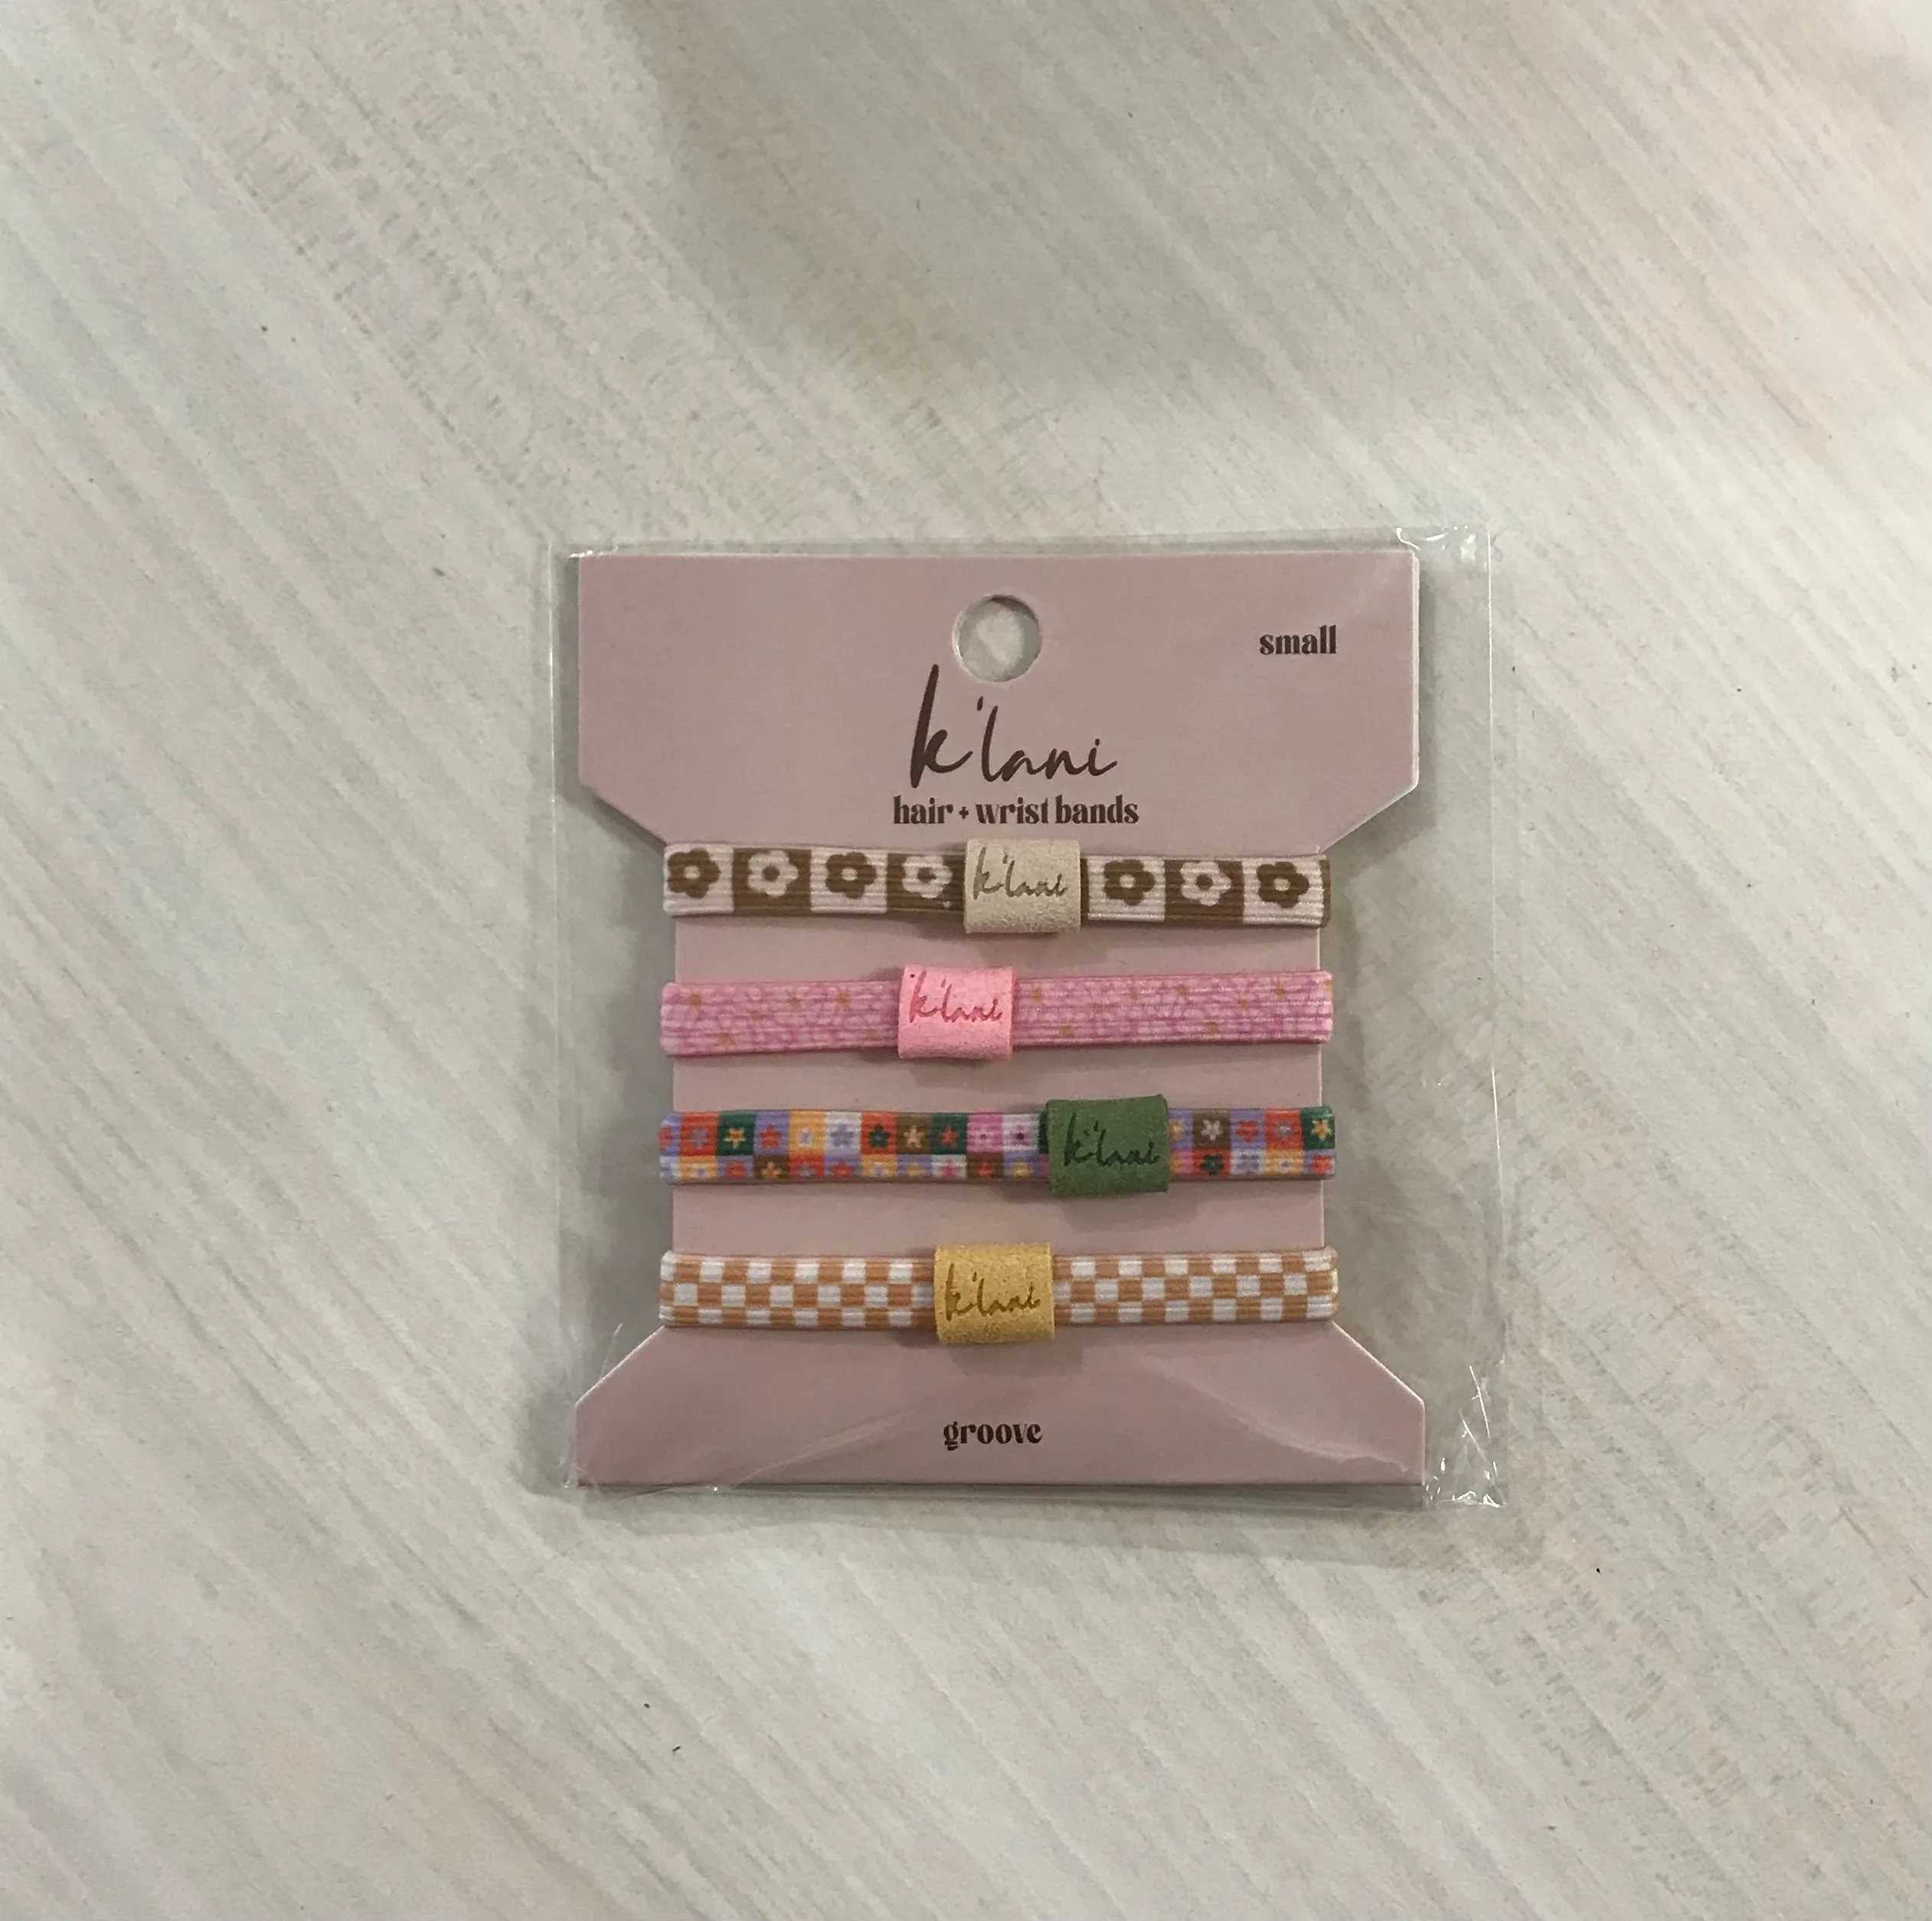 small
k'lani
hair + wrist bands
k'lani
k'lani
k'lani
k'lani
groove